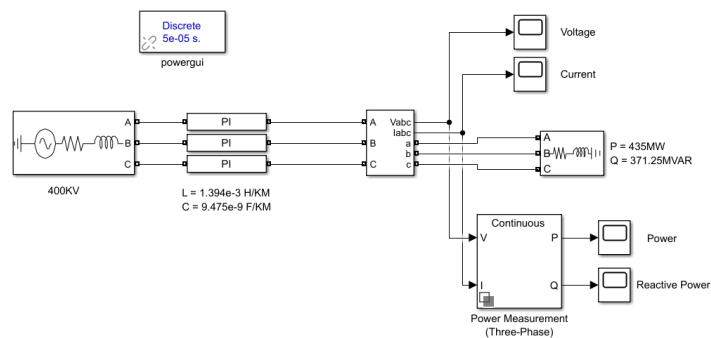 Discrete
5e-05 s.
powergui
Voltage
Current
A
B
C
400KV
PI
PI
PI
L = 1.394e-3 H/KM
C = 9.475e-9 F/KM
A
B
C
Vabc
Iabc
a
b
c
A
B
C
P = 435MW
Q = 371.25MVAR
Continuous
V
I
P
Q
Power Measurement
(Three-Phase)
Power
Reactive Power